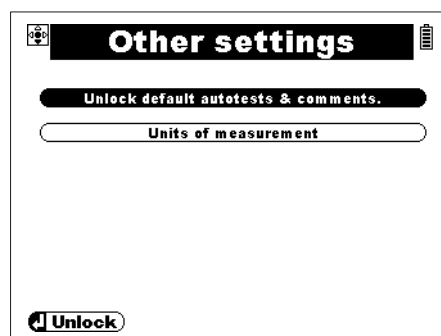 Other settings
Unlock default autotests & comments.
Units of measurement
Unlock